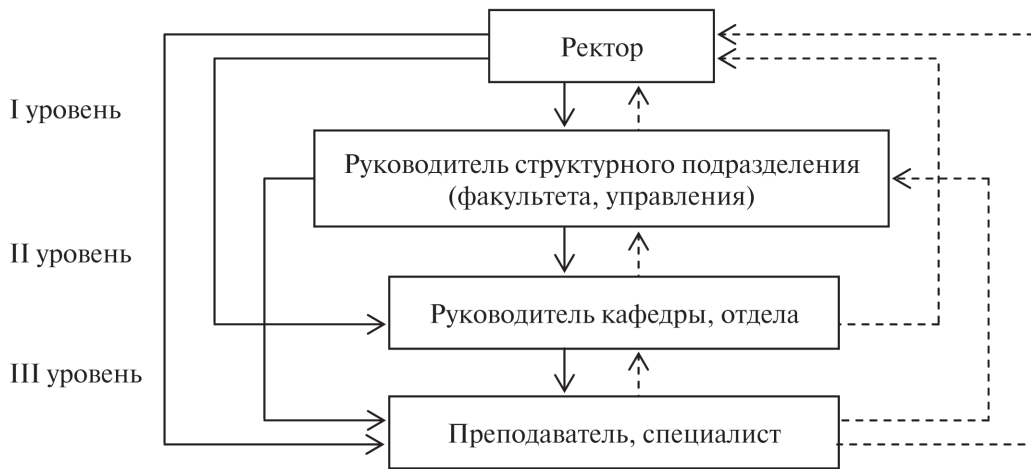 Ректор
I уровень
Руководитель структурного подразделения
(факультета, управления)
II уровень
Руководитель кафедры, отдела
III уровень
Преподаватель, специалист